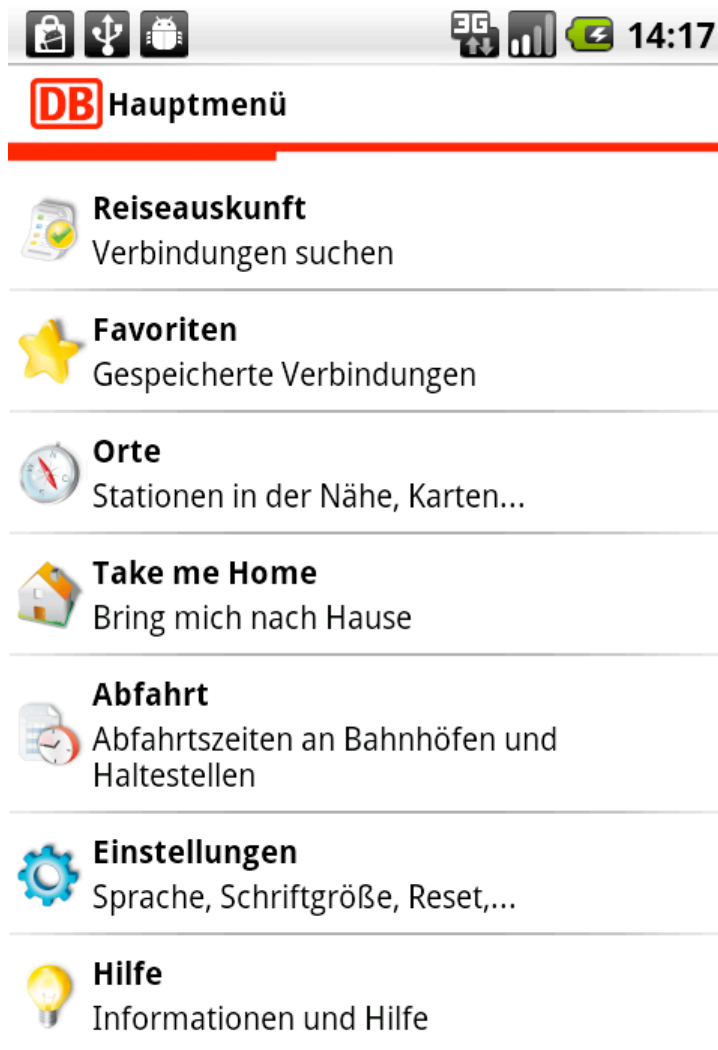 3G 14:17
DB Hauptmenü
Reiseauskunft
Verbindungen suchen
Favoriten
Gespeicherte Verbindungen
Orte
Stationen in der Nähe, Karten...
Take me Home
Bring mich nach Hause
Abfahrt
Abfahrtszeiten an Bahnhöfen und
Haltestellen
Einstellungen
Sprache, Schriftgröße, Reset,...
Hilfe
Informationen und Hilfe